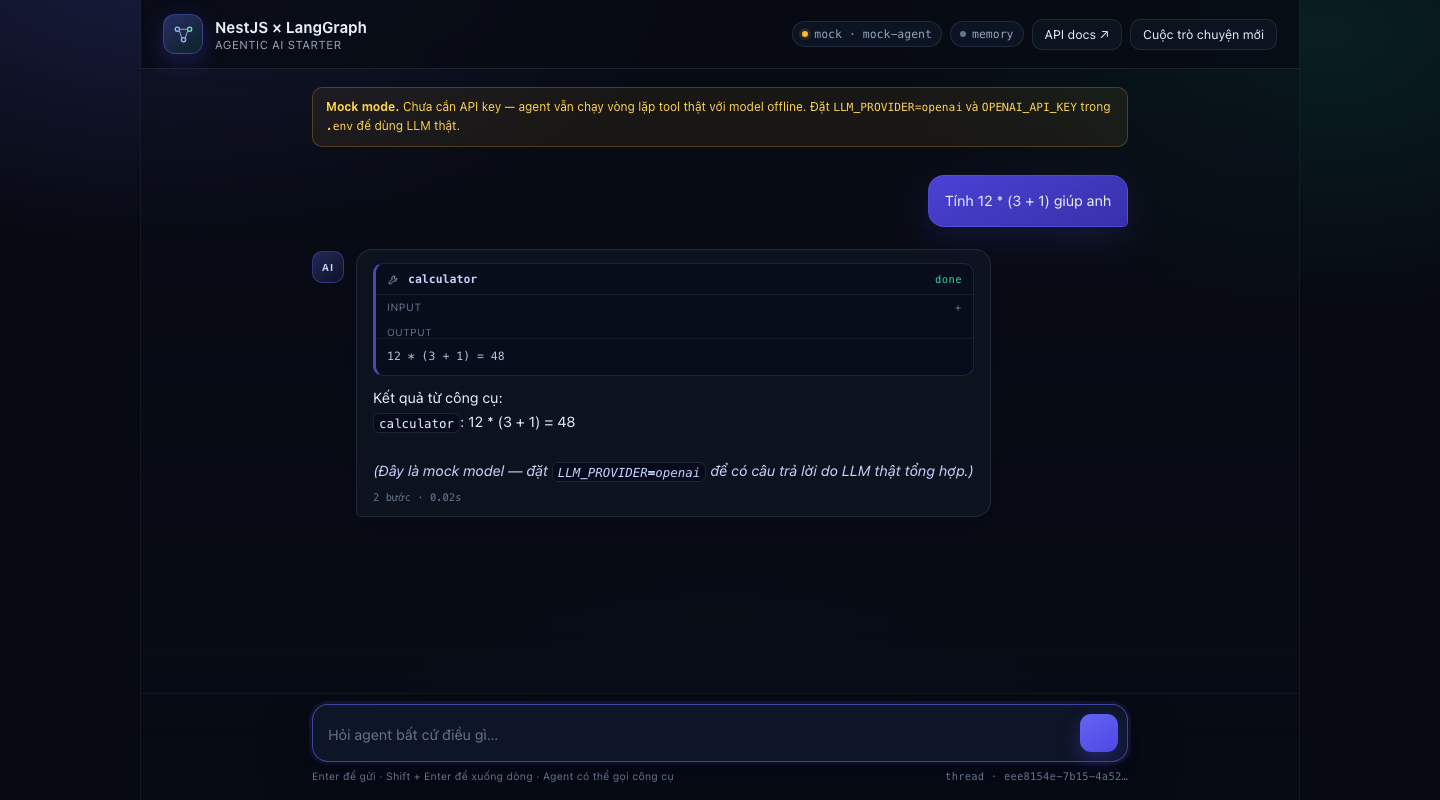 NestJS × LangGraph
AGENTIC AI STARTER
mock · mock-agent
memory
API docs ↗
Cuộc trò chuyện mới
Mock mode. Chưa cần API key — agent vẫn chạy vòng lặp tool thật với model offline. Đặt LLM_PROVIDER=openai và OPENAI_API_KEY trong
.env để dùng LLM thật.
Tính 12 * (3 + 1) giúp anh
AI
calculator
done
INPUT
+
OUTPUT
12 * (3 + 1) = 48
Kết quả từ công cụ:
calculator: 12 * (3 + 1) = 48
(Đây là mock model — đặt LLM_PROVIDER=openai để có câu trả lời do LLM thật tổng hợp.)
2 bước · 0.02s
Hỏi agent bất cứ điều gì…
Enter để gửi · Shift + Enter để xuống dòng · Agent có thể gọi công cụ
thread · eee8154e-7b15-4a52…